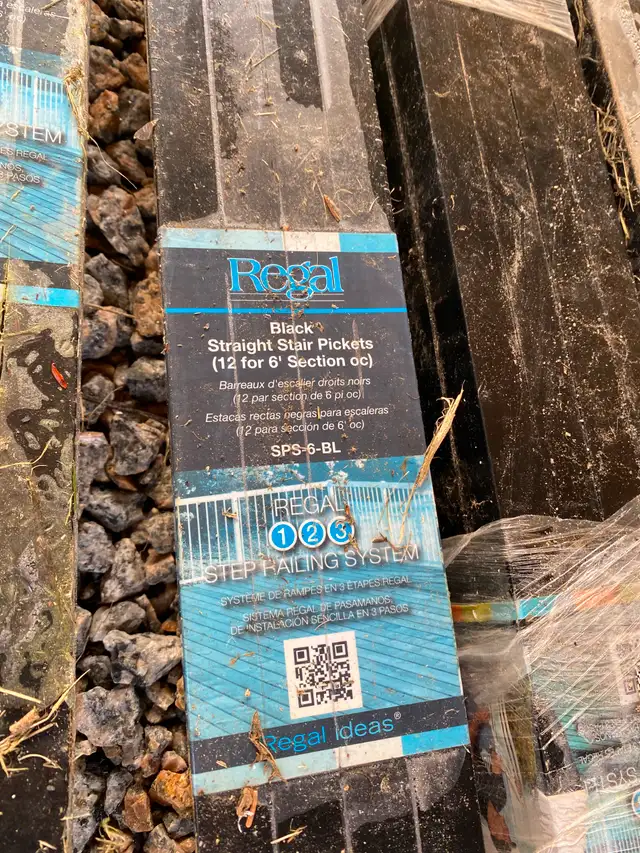 Regal
Black
Straight Stair Pickets
(12 for 6' Section oc)
Barreaux d'escalier droits noirs
(12 par section de 6 pi oc)
Estacas rectas negras para escaleras
(12 para sección de 6' oc)
SPS-6-BL
REGAL
1 2 3
STEP RAILING SYSTEM
SYSTÈME DE RAMPES EN 3 ÉTAPES REGAL
SISTEMA REGAL DE PASAMANOS,
DE INSTALACIÓN SENCILLA EN 3 PASOS
Regal ideas®
STEM
REGAL
PASOS